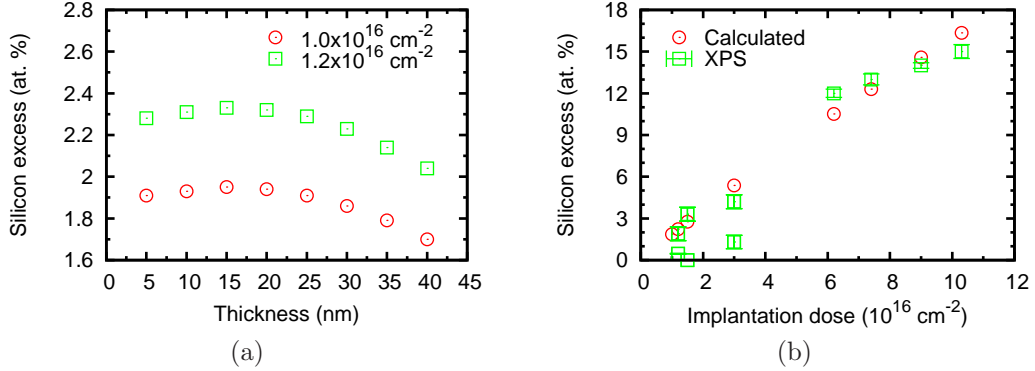 2.8
2.6
2.4
2.2
2
1.8
1.6
Silicon excess (at. %)
0 5 10 15 20 25 30 35 40 45
Thickness (nm)
1.0x10^16 cm^-2
1.2x10^16 cm^-2
(a)
18
15
12
9
6
3
0
Silicon excess (at. %)
0 2 4 6 8 10 12
Implantation dose (10^16 cm^-2)
Calculated
XPS
(b)